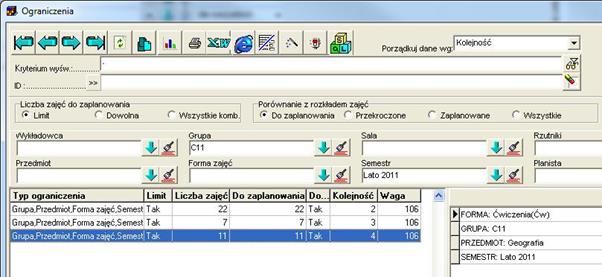 Ograniczenia
Porządkuj dane wg: Kolejność
Kryterium wyśw.:
ID : >>
Liczba zajęć do zaplanowania
Limit Dowolna Wszystkie komb.
Porównanie z rozkładem zajęć
Do zaplanowania Przekroczone Zaplanowane Wszystkie
Wykładowca Grupa Sala Rzutniki
C11
Przedmiot Forma zajęć Semestr Planista
Lato 2011
Typ ograniczenia Limit Liczba zajęć Do zaplanowania Do... Kolejność Waga
Grupa,Przedmiot,Forma zajęć,Semest Tak 22 22 Tak 2 106
Grupa,Przedmiot,Forma zajęć,Semest Tak 7 7 Tak 3 106
Grupa,Przedmiot,Forma zajęć,Semest Tak 11 11 Tak 4 106
FORMA: Ćwiczenia(Ćw)
GRUPA: C11
PRZEDMIOT: Geografia
SEMESTR: Lato 2011